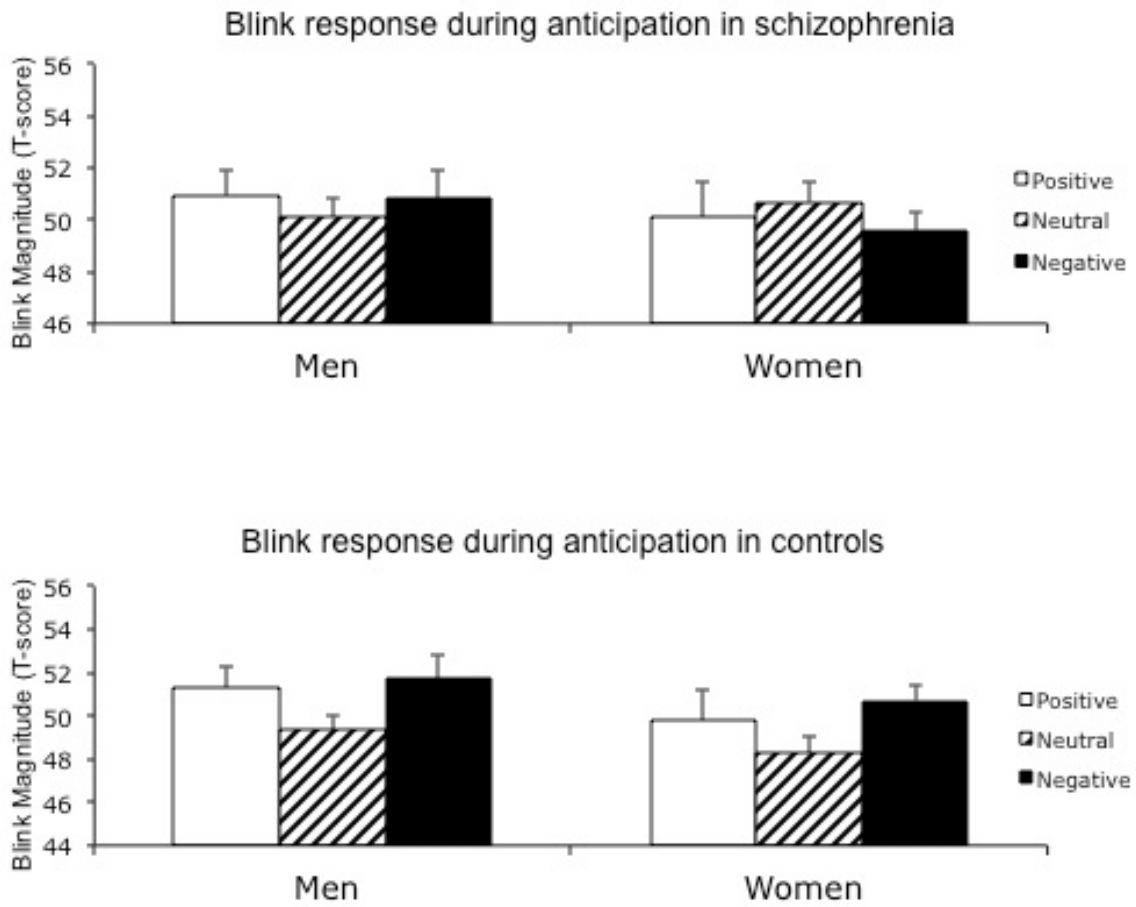 Blink response during anticipation in schizophrenia
Blink Magnitude (T-score)
56
54
52
50
48
46
Men
Women
Positive
Neutral
Negative
Blink response during anticipation in controls
Blink Magnitude (T-score)
56
54
52
50
48
46
44
Men
Women
Positive
Neutral
Negative